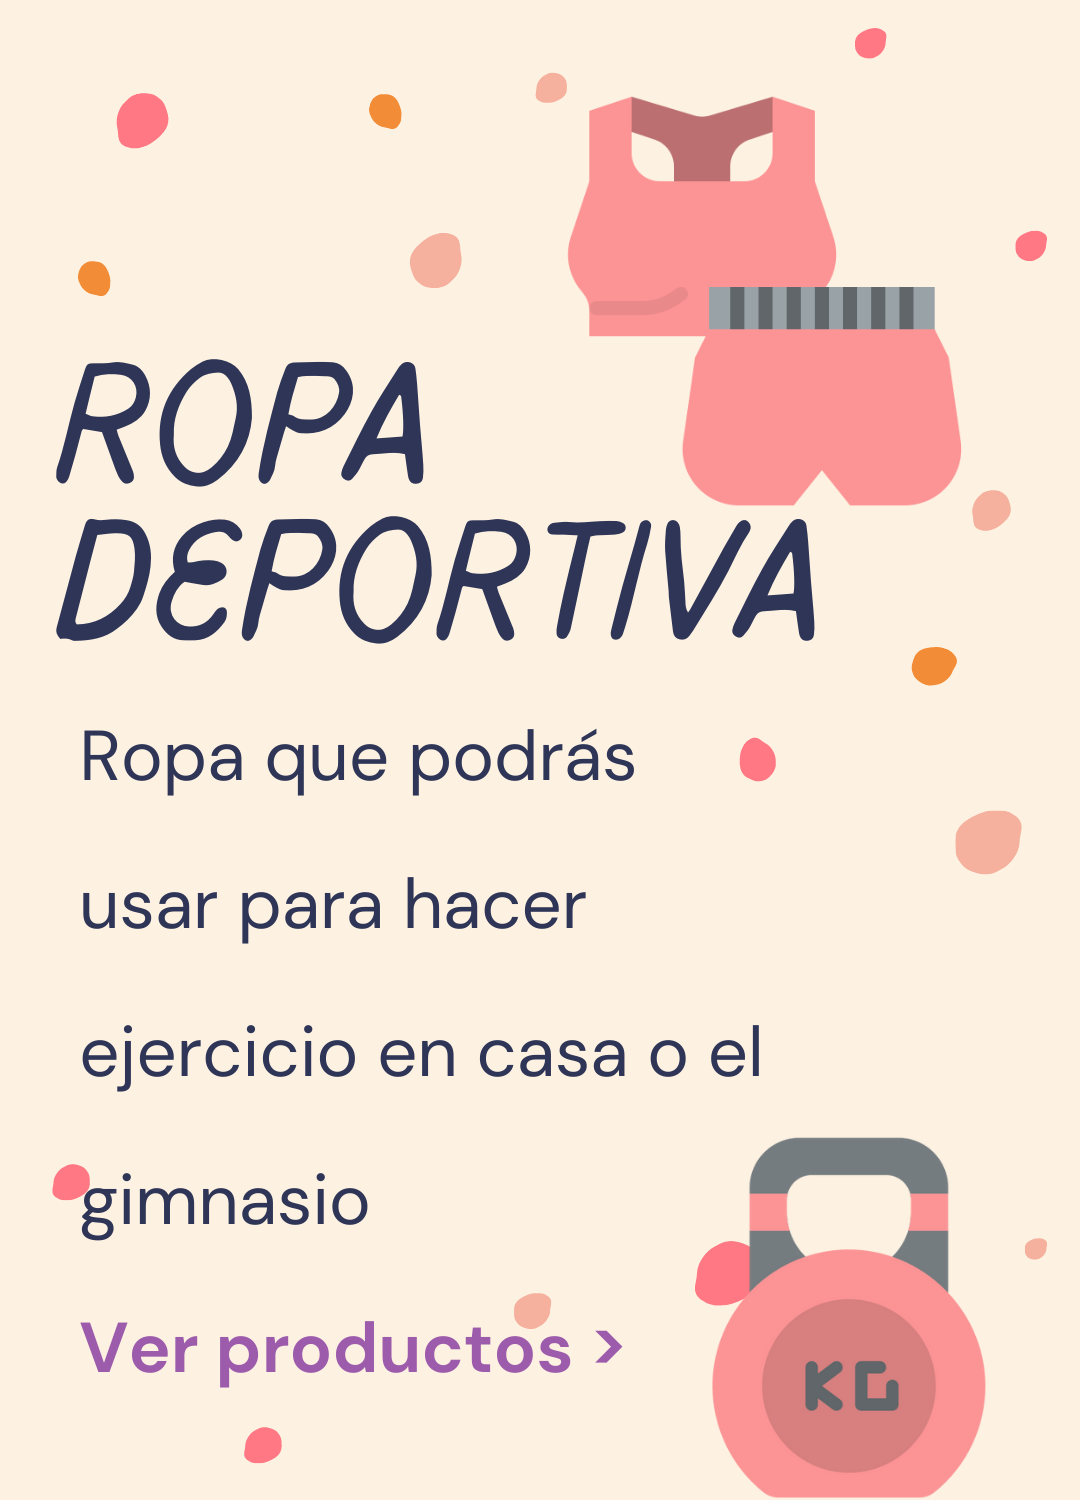 ROPA
DEPORTIVA
Ropa que podrás
usar para hacer
ejercicio en casa o el
gimnasio
Ver productos >
KG